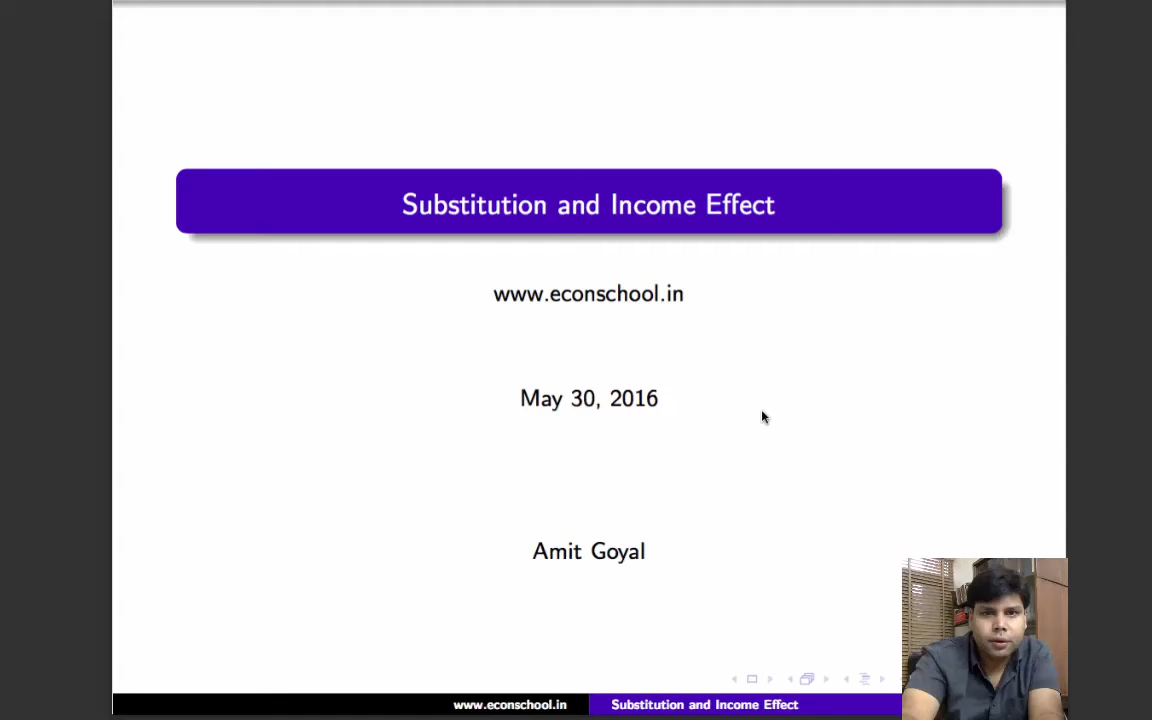 Substitution and Income Effect
www.econschool.in
May 30, 2016
Amit Goyal
www.econschool.in
Substitution and Income Effect